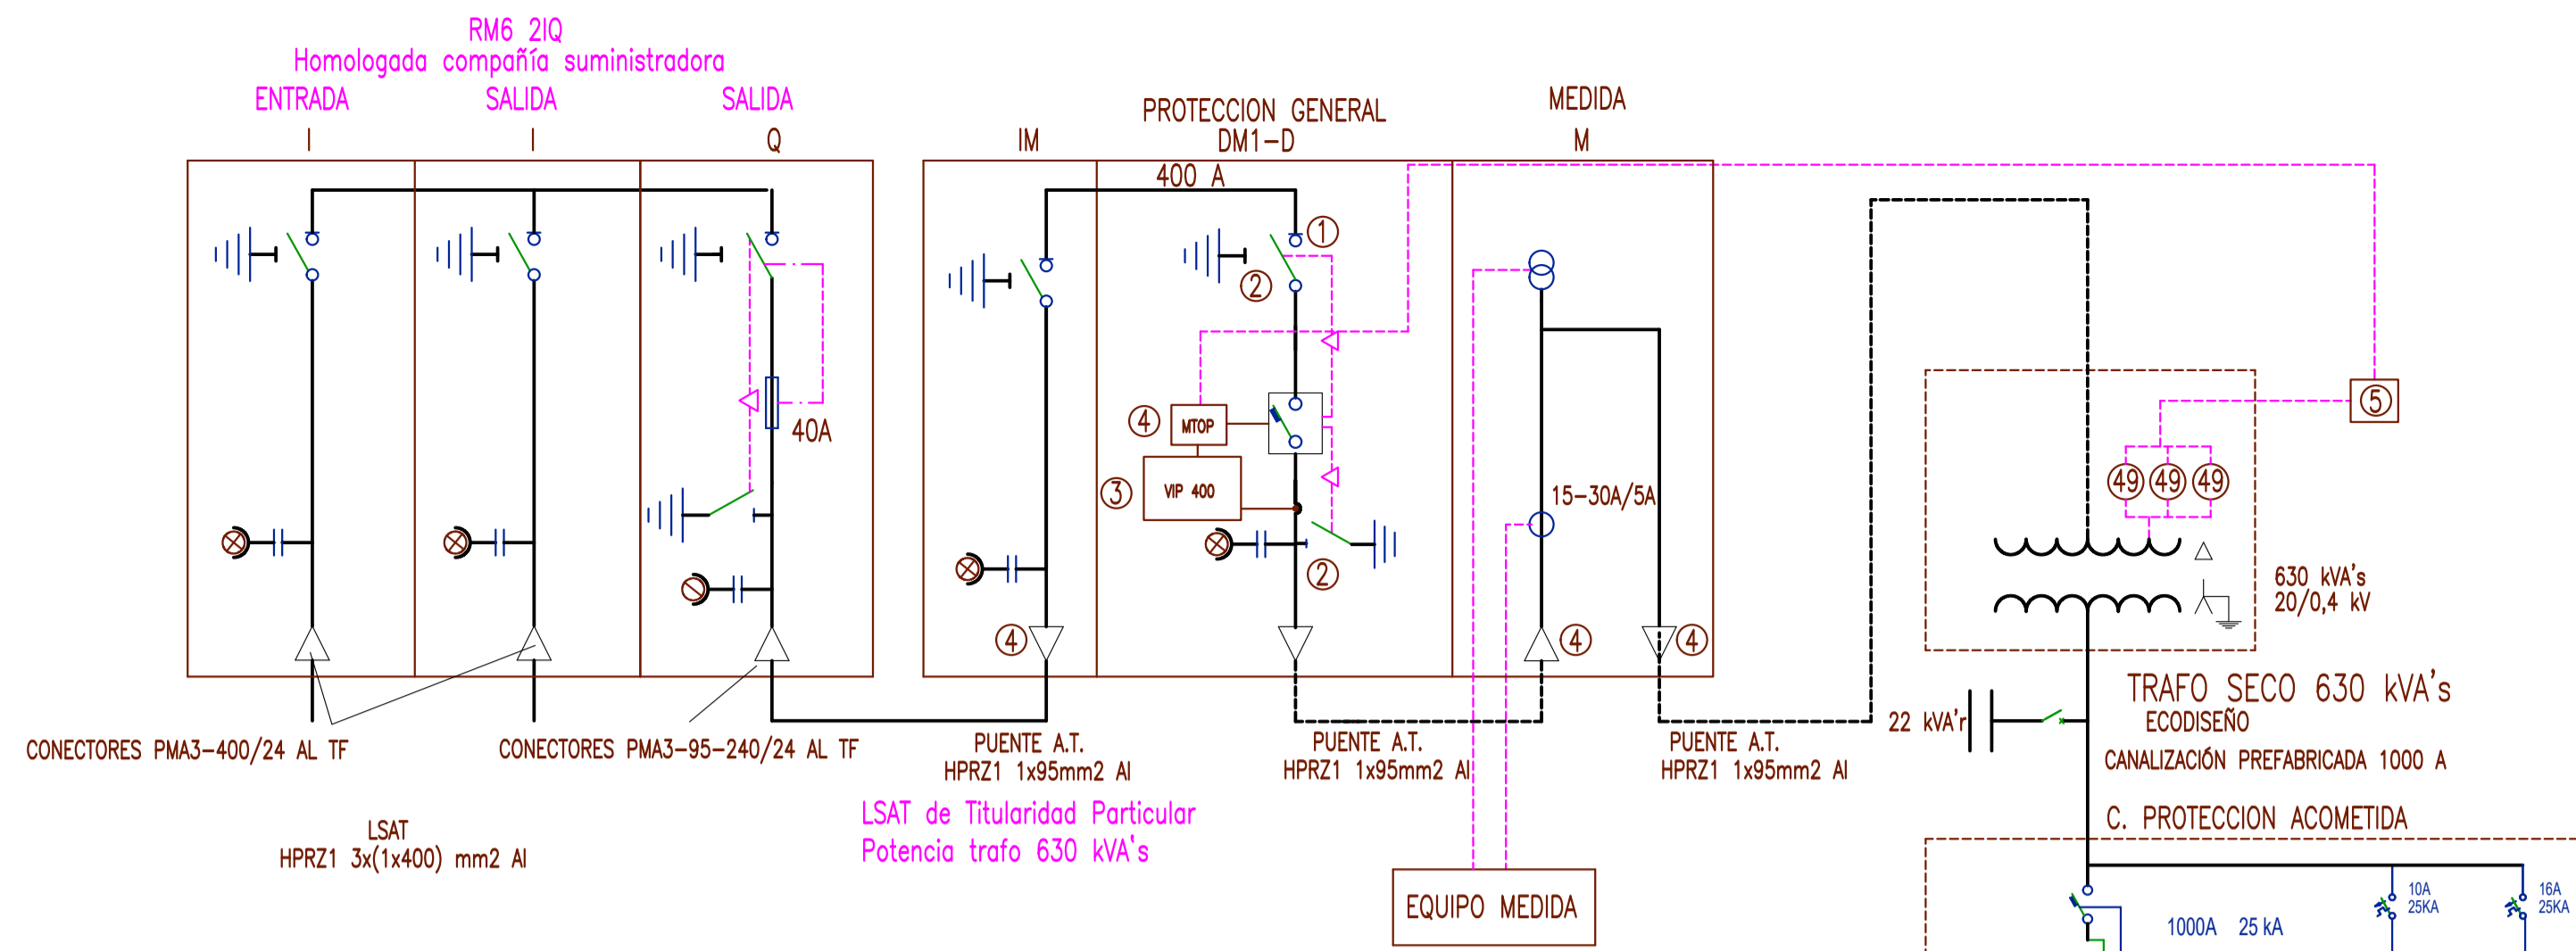 RM6 2IQ
Homologada compañía suministradora
ENTRADA
SALIDA
SALIDA
I
I
Q
40A
CONECTORES PMA3-400/24 AL TF
CONECTORES PMA3-95-240/24 AL TF
LSAT
HPRZ1 3x(1x400) mm2 Al
IM
PROTECCION GENERAL
DM1-D
400 A
MEDIDA
M
1
2
4
MTOP
3
VIP 400
2
15-30A/5A
4
4
4
PUENTE A.T.
HPRZ1 1x95mm2 Al
PUENTE A.T.
HPRZ1 1x95mm2 Al
PUENTE A.T.
HPRZ1 1x95mm2 Al
LSAT de Titularidad Particular
Potencia trafo 630 kVA's
EQUIPO MEDIDA
5
49
49
49
630 kVA's
20/0,4 kV
TRAFO SECO 630 kVA's
ECODISEÑO
22 kVA'r
CANALIZACIÓN PREFABRICADA 1000 A
C. PROTECCION ACOMETIDA
1000A 25 kA
10A
25KA
16A
25KA